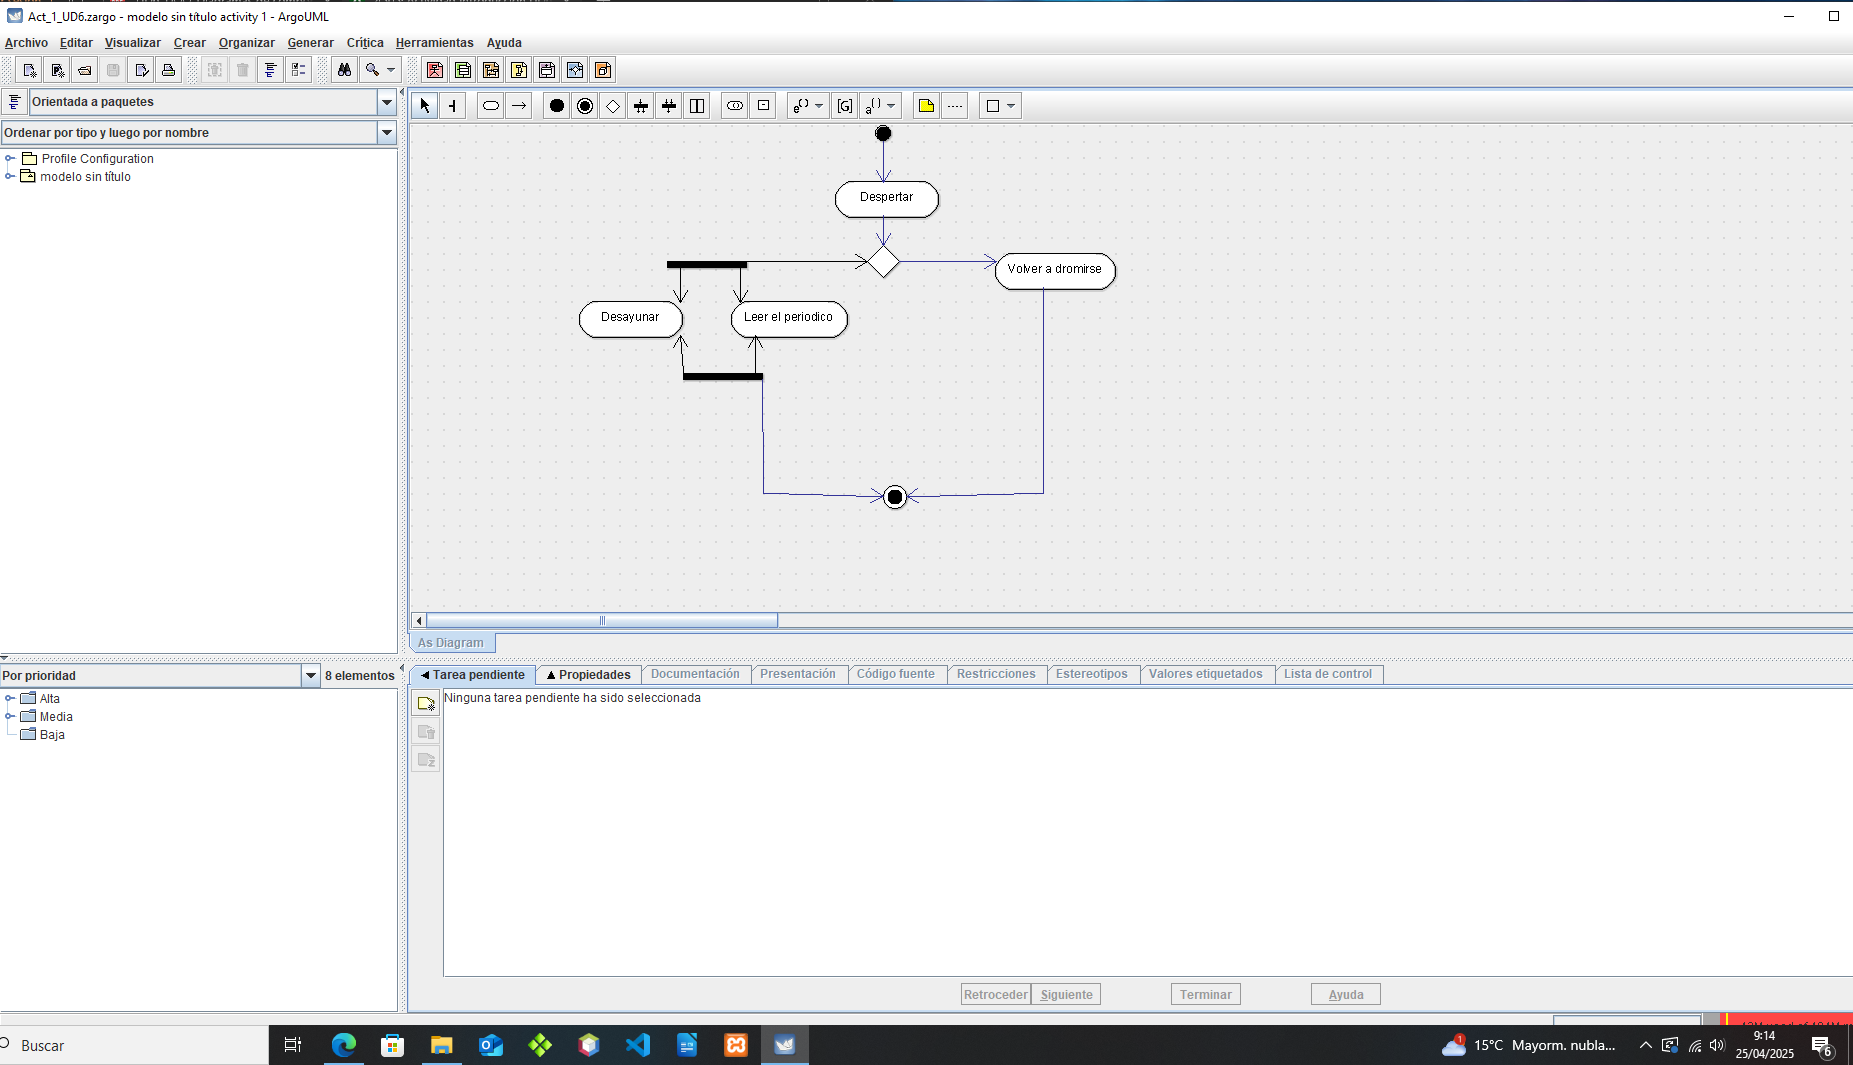 Act_1_UD6.zargo - modelo sin título activity 1 - ArgoUML
Archivo Editar Visualizar Crear Organizar Generar Crítica Herramientas Ayuda
Orientada a paquetes
Ordenar por tipo y luego por nombre
Profile Configuration
modelo sin título
[G]
Despertar
Volver a dromirse
Desayunar
Leer el periodico
As Diagram
Por prioridad
8 elementos
Alta
Media
Baja
Tarea pendiente Propiedades Documentación Presentación Código fuente Restricciones Estereotipos Valores etiquetados Lista de control
Ninguna tarea pendiente ha sido seleccionada
Retroceder Siguiente Terminar Ayuda
Buscar
1
15°C Mayorm. nubla...
9:14
25/04/2025
6